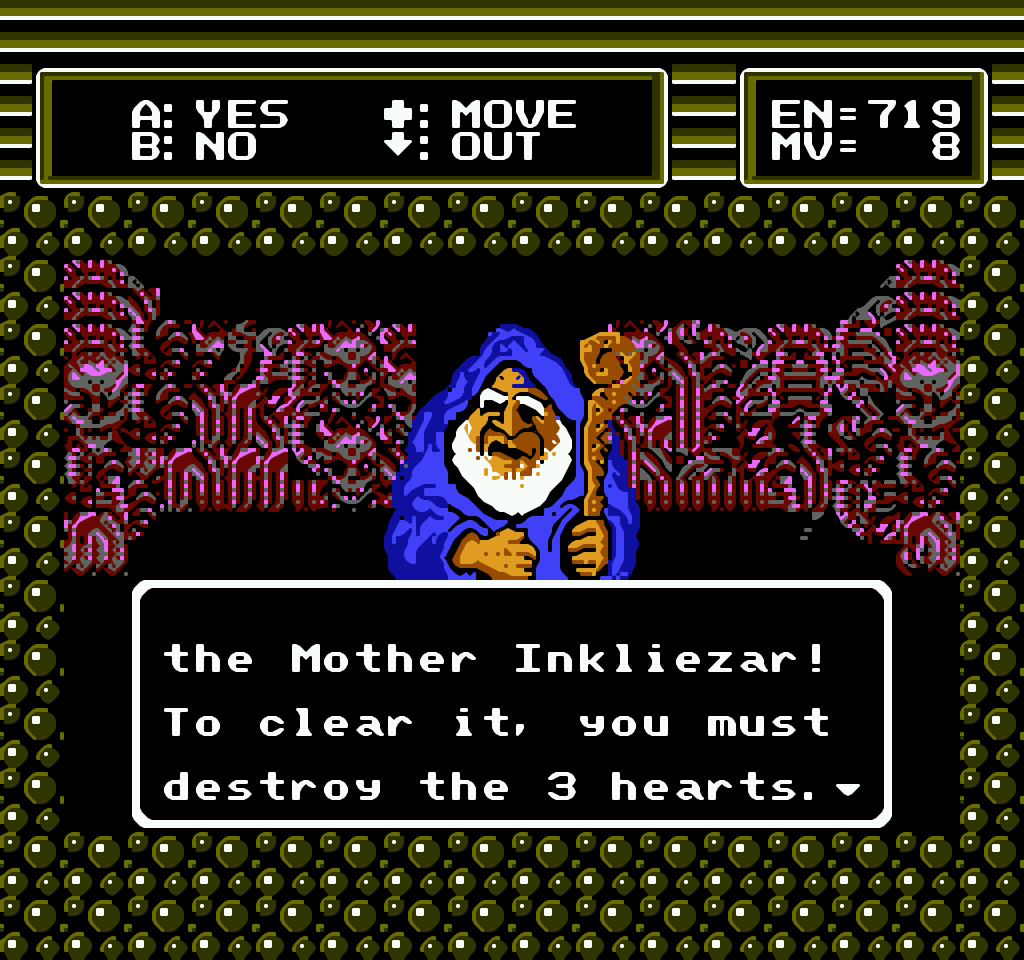 A: YES ✚: MOVE
B: NO ⬇: OUT
EN= 719
MV= 8
the Mother Inkliezar!
To clear it, you must
destroy the 3 hearts.